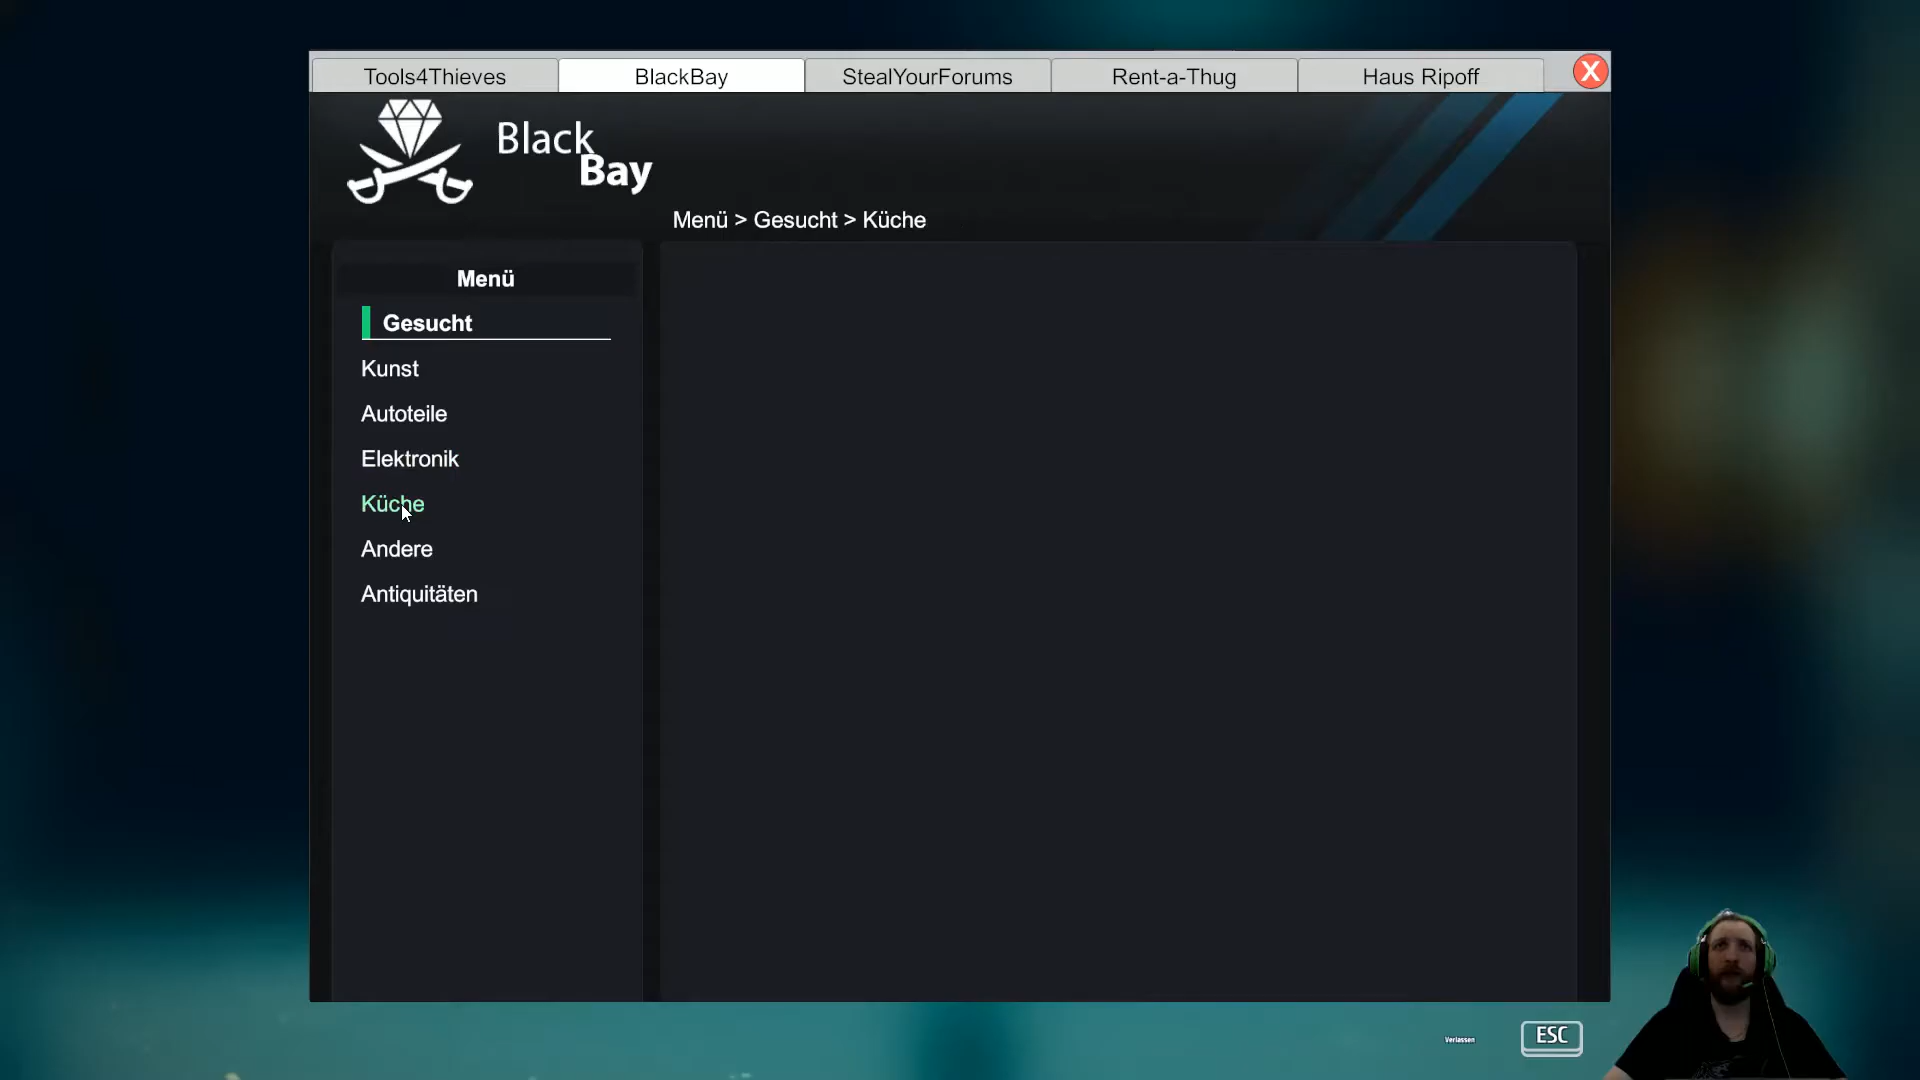 Tools4Thieves
BlackBay
StealYourForums
Rent-a-Thug
Haus Ripoff
X
Black
Bay
Menü > Gesucht > Küche
Menü
Gesucht
Kunst
Autoteile
Elektronik
Küche
Andere
Antiquitäten
Verlassen
ESC